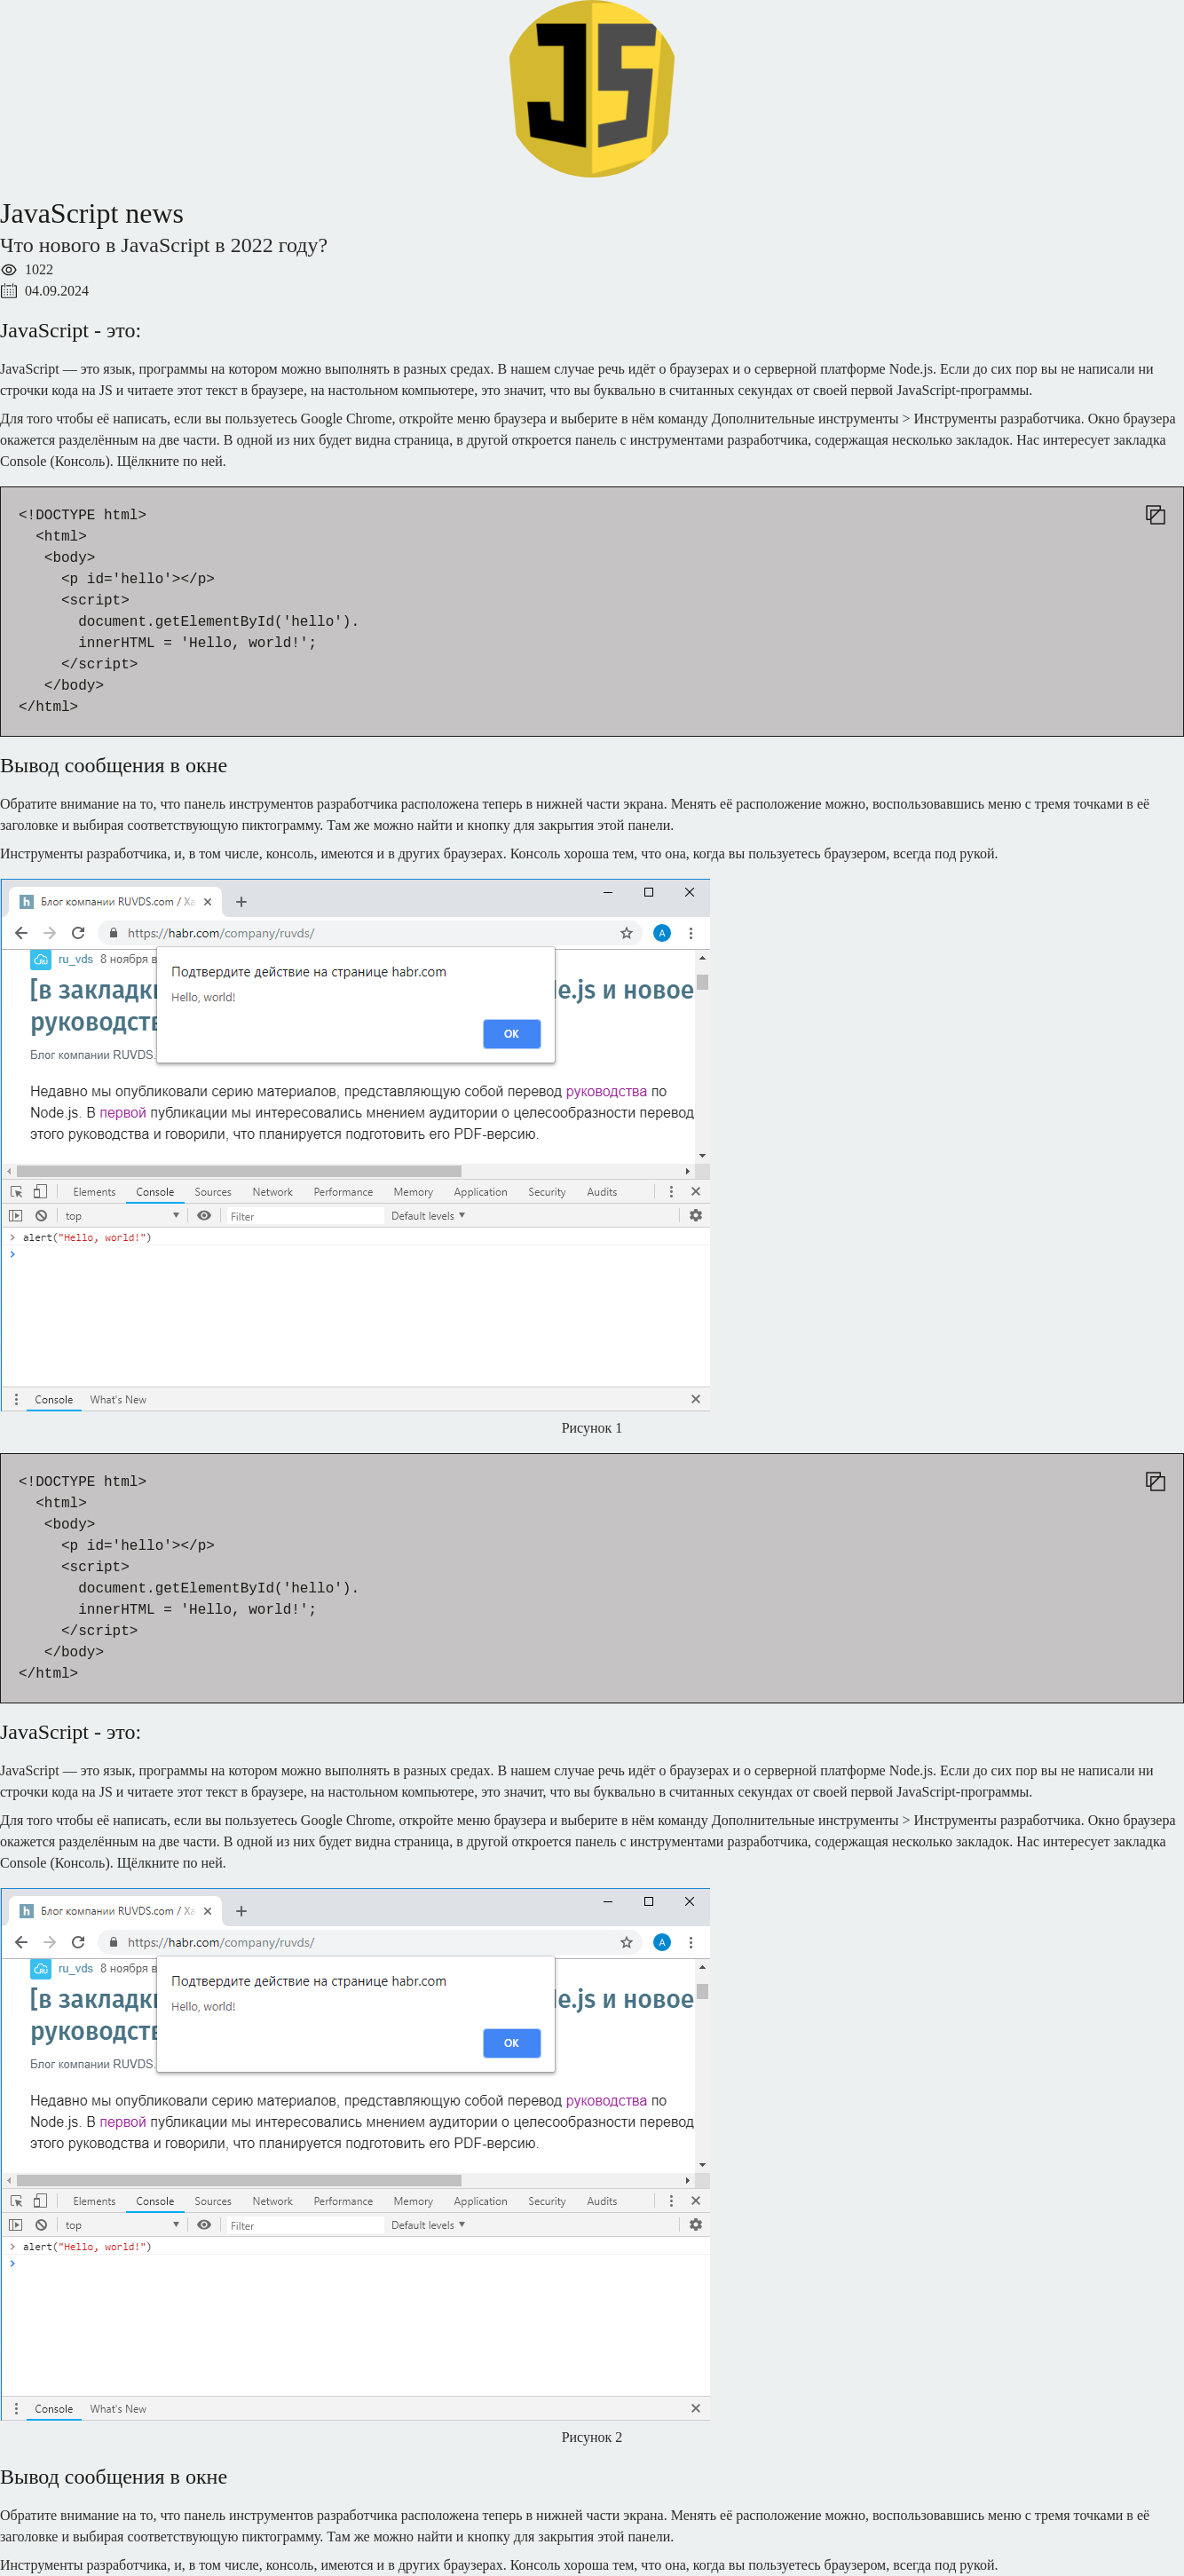 JS
JavaScript news
Что нового в JavaScript в 2022 году?
1022
04.09.2024
JavaScript - это:
JavaScript — это язык, программы на котором можно выполнять в разных средах. В нашем случае речь идёт о браузерах и о серверной платформе Node.js. Если до сих пор вы не написали ни
строчки кода на JS и читаете этот текст в браузере, на настольном компьютере, это значит, что вы буквально в считанных секундах от своей первой JavaScript-программы.
Для того чтобы её написать, если вы пользуетесь Google Chrome, откройте меню браузера и выберите в нём команду Дополнительные инструменты > Инструменты разработчика. Окно браузера
окажется разделённым на две части. В одной из них будет видна страница, в другой откроется панель с инструментами разработчика, содержащая несколько закладок. Нас интересует закладка
Console (Консоль). Щёлкните по ней.
<!DOCTYPE html>
  <html>
   <body>
     <p id='hello'></p>
     <script>
       document.getElementById('hello').
       innerHTML = 'Hello, world!';
     </script>
   </body>
</html>
Вывод сообщения в окне
Обратите внимание на то, что панель инструментов разработчика расположена теперь в нижней части экрана. Менять её расположение можно, воспользовавшись меню с тремя точками в её
заголовке и выбирая соответствующую пиктограмму. Там же можно найти и кнопку для закрытия этой панели.
Инструменты разработчика, и, в том числе, консоль, имеются и в других браузерах. Консоль хороша тем, что она, когда вы пользуетесь браузером, всегда под рукой.
Блог компании RUVDS.com / Ха
https://habr.com/company/ruvds/
A
ru_vds 8 ноября в
Подтвердите действие на странице habr.com
[в закладк
le.js и новое
Hello, world!
руководств
OK
Блог компании RUVDS.
Недавно мы опубликовали серию материалов, представляющую собой перевод руководства по
Node.js. В первой публикации мы интересовались мнением аудитории о целесообразности перевод
этого руководства и говорили, что планируется подготовить его PDF-версию.
Elements Console Sources Network Performance Memory Application Security Audits
top Filter Default levels
alert("Hello, world!")
Console What's New
Рисунок 1
<!DOCTYPE html>
  <html>
   <body>
     <p id='hello'></p>
     <script>
       document.getElementById('hello').
       innerHTML = 'Hello, world!';
     </script>
   </body>
</html>
JavaScript - это:
JavaScript — это язык, программы на котором можно выполнять в разных средах. В нашем случае речь идёт о браузерах и о серверной платформе Node.js. Если до сих пор вы не написали ни
строчки кода на JS и читаете этот текст в браузере, на настольном компьютере, это значит, что вы буквально в считанных секундах от своей первой JavaScript-программы.
Для того чтобы её написать, если вы пользуетесь Google Chrome, откройте меню браузера и выберите в нём команду Дополнительные инструменты > Инструменты разработчика. Окно браузера
окажется разделённым на две части. В одной из них будет видна страница, в другой откроется панель с инструментами разработчика, содержащая несколько закладок. Нас интересует закладка
Console (Консоль). Щёлкните по ней.
Блог компании RUVDS.com / Ха
https://habr.com/company/ruvds/
A
ru_vds 8 ноября в
Подтвердите действие на странице habr.com
[в закладк
le.js и новое
Hello, world!
руководств
OK
Блог компании RUVDS.
Недавно мы опубликовали серию материалов, представляющую собой перевод руководства по
Node.js. В первой публикации мы интересовались мнением аудитории о целесообразности перевод
этого руководства и говорили, что планируется подготовить его PDF-версию.
Elements Console Sources Network Performance Memory Application Security Audits
top Filter Default levels
alert("Hello, world!")
Console What's New
Рисунок 2
Вывод сообщения в окне
Обратите внимание на то, что панель инструментов разработчика расположена теперь в нижней части экрана. Менять её расположение можно, воспользовавшись меню с тремя точками в её
заголовке и выбирая соответствующую пиктограмму. Там же можно найти и кнопку для закрытия этой панели.
Инструменты разработчика, и, в том числе, консоль, имеются и в других браузерах. Консоль хороша тем, что она, когда вы пользуетесь браузером, всегда под рукой.